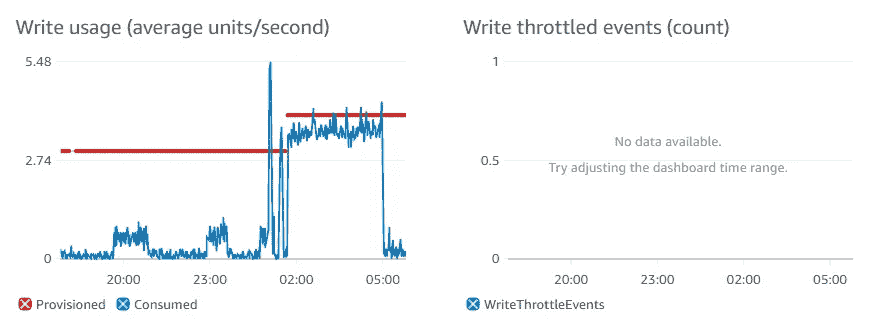 Write usage (average units/second)
5.48
2.74
0
20:00 23:00 02:00 05:00
Provisioned Consumed
Write throttled events (count)
1
0.5
0
No data available.
Try adjusting the dashboard time range.
20:00 23:00 02:00 05:00
WriteThrottleEvents